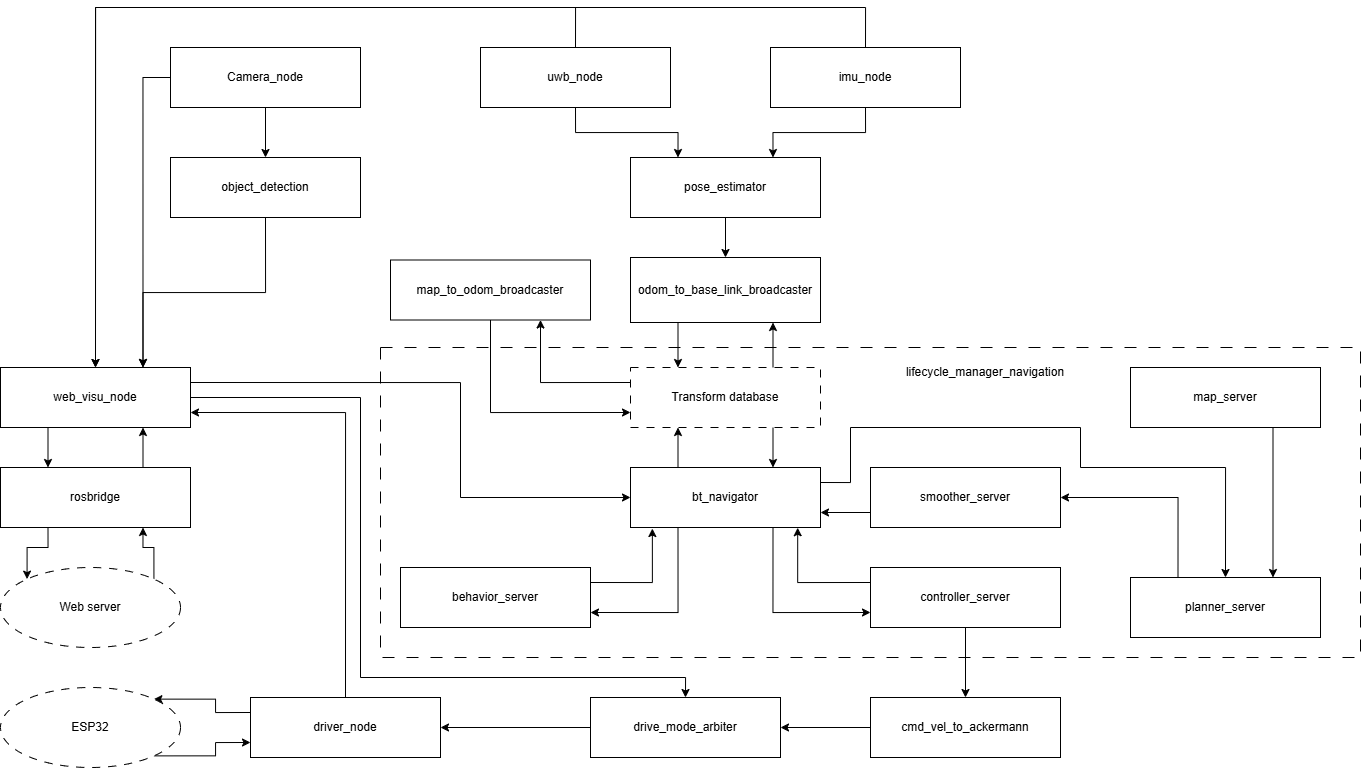 Camera_node
uwb_node
imu_node
object_detection
pose_estimator
map_to_odom_broadcaster
odom_to_base_link_broadcaster
lifecycle_manager_navigation
web_visu_node
Transform database
map_server
rosbridge
bt_navigator
smoother_server
Web server
behavior_server
controller_server
planner_server
ESP32
driver_node
drive_mode_arbiter
cmd_vel_to_ackermann